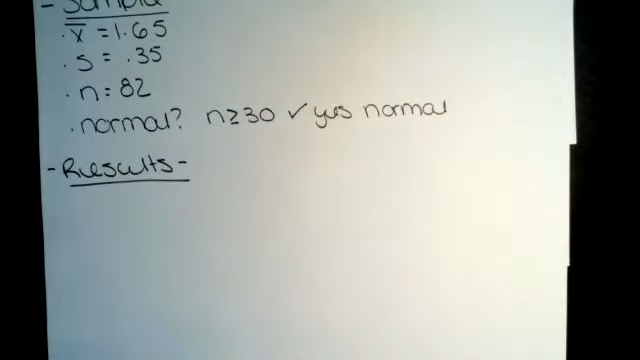 - Sample
· x̄ = 1.65
· s = .35
· n = 82
· normal? n ≥ 30 ✓ yes normal
- Results -